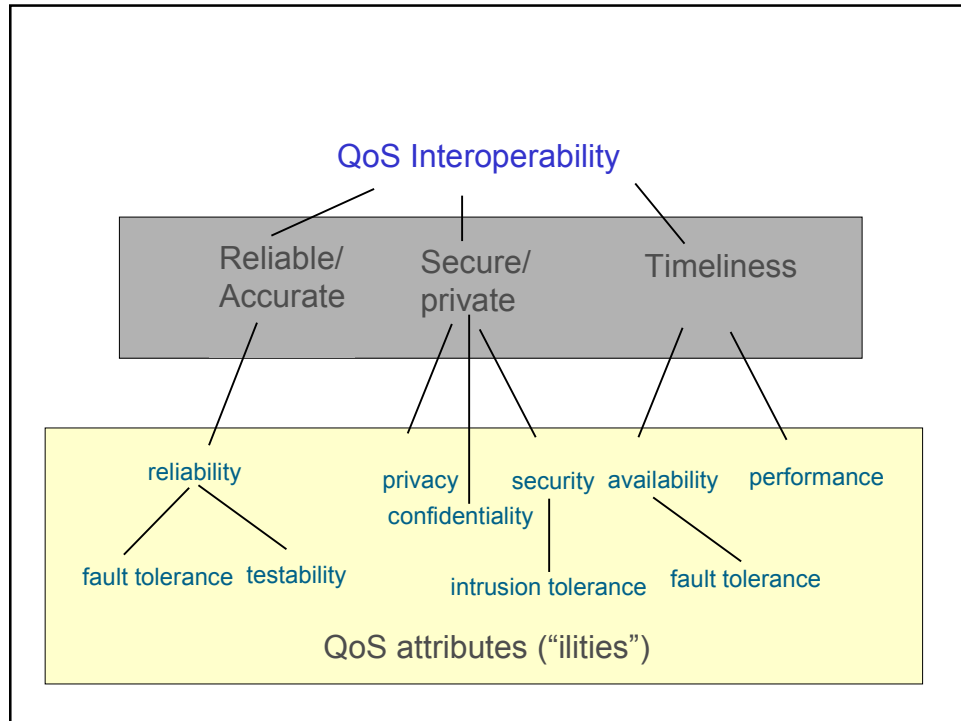 QoS Interoperability
Reliable/
Accurate
Secure/
private
Timeliness
reliability
privacy
confidentiality
security
availability
performance
fault tolerance
testability
intrusion tolerance
fault tolerance
QoS attributes (“ilities”)